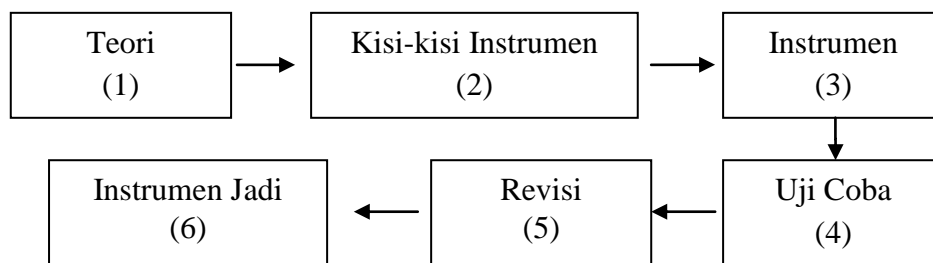 Teori
(1)
Kisi-kisi Instrumen
(2)
Instrumen
(3)
Uji Coba
(4)
Revisi
(5)
Instrumen Jadi
(6)